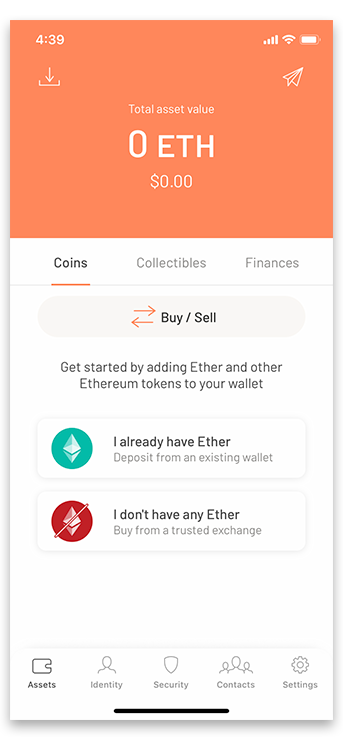 4:39
Total asset value
0 ETH
$0.00
Coins Collectibles Finances
Buy / Sell
Get started by adding Ether and other
Ethereum tokens to your wallet
I already have Ether
Deposit from an existing wallet
I don't have any Ether
Buy from a trusted exchange
Assets Identity Security Contacts Settings